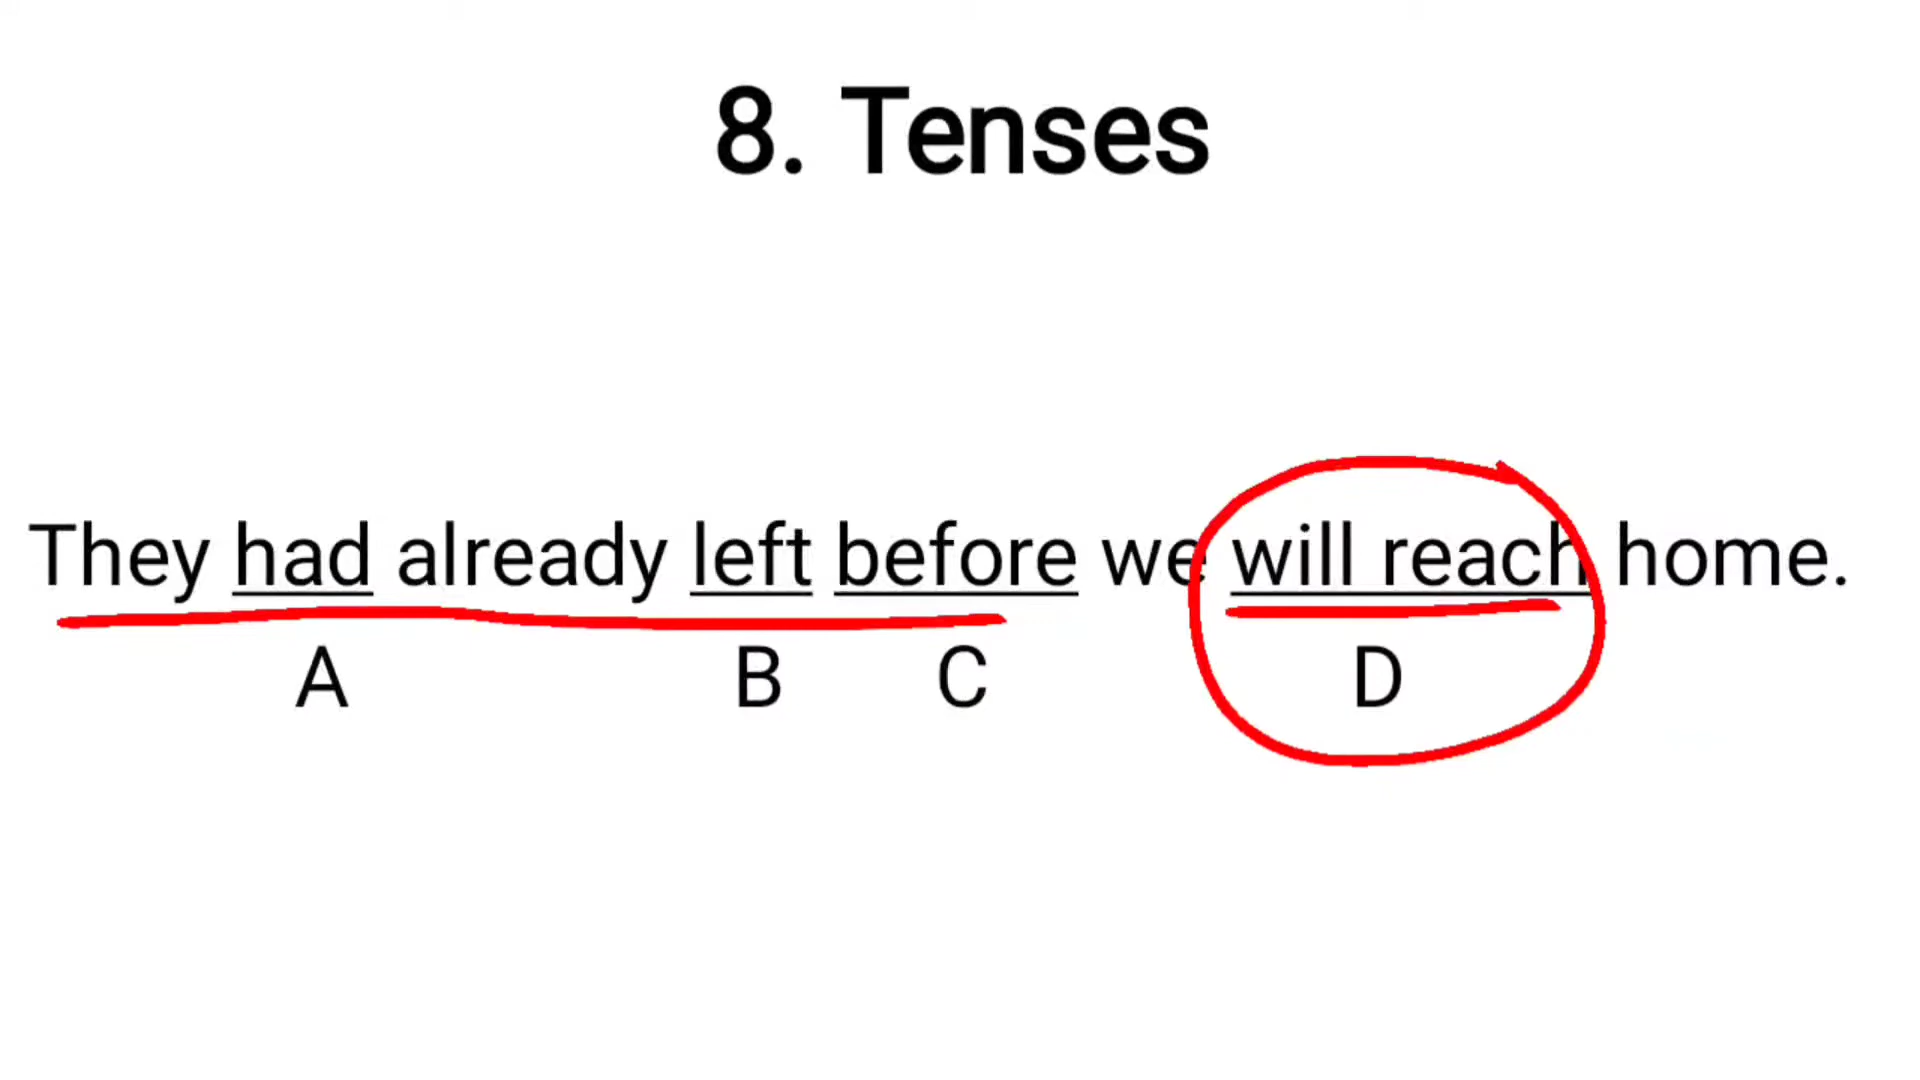 8. Tenses
They had already left before we will reach home.
A B C D